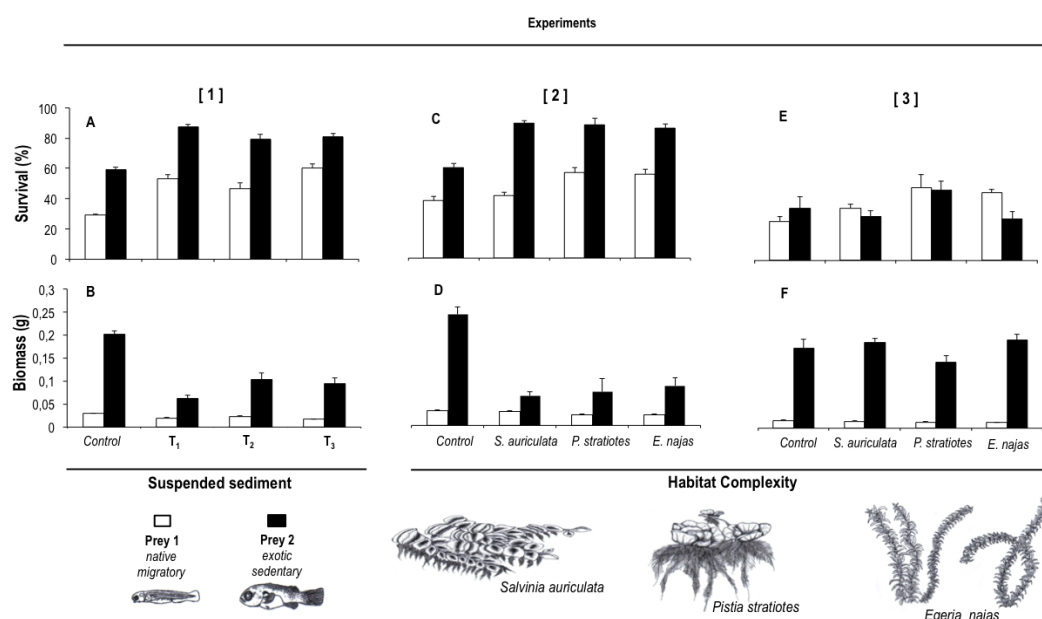 Experiments
[ 1 ]
[ 2 ]
[ 3 ]
A
C
E
Survival (%)
100
80
60
40
20
0
B
D
F
Biomass (g)
0,3
0,25
0,2
0,15
0,1
0,05
0
Control T1 T2 T3
Control S. auriculata P. stratiotes E. najas
Control S. auriculata P. stratiotes E. najas
Suspended sediment
Habitat Complexity
Prey 1
native
migratory
Prey 2
exotic
sedentary
Salvinia auriculata
Pistia stratiotes
Egeria najas